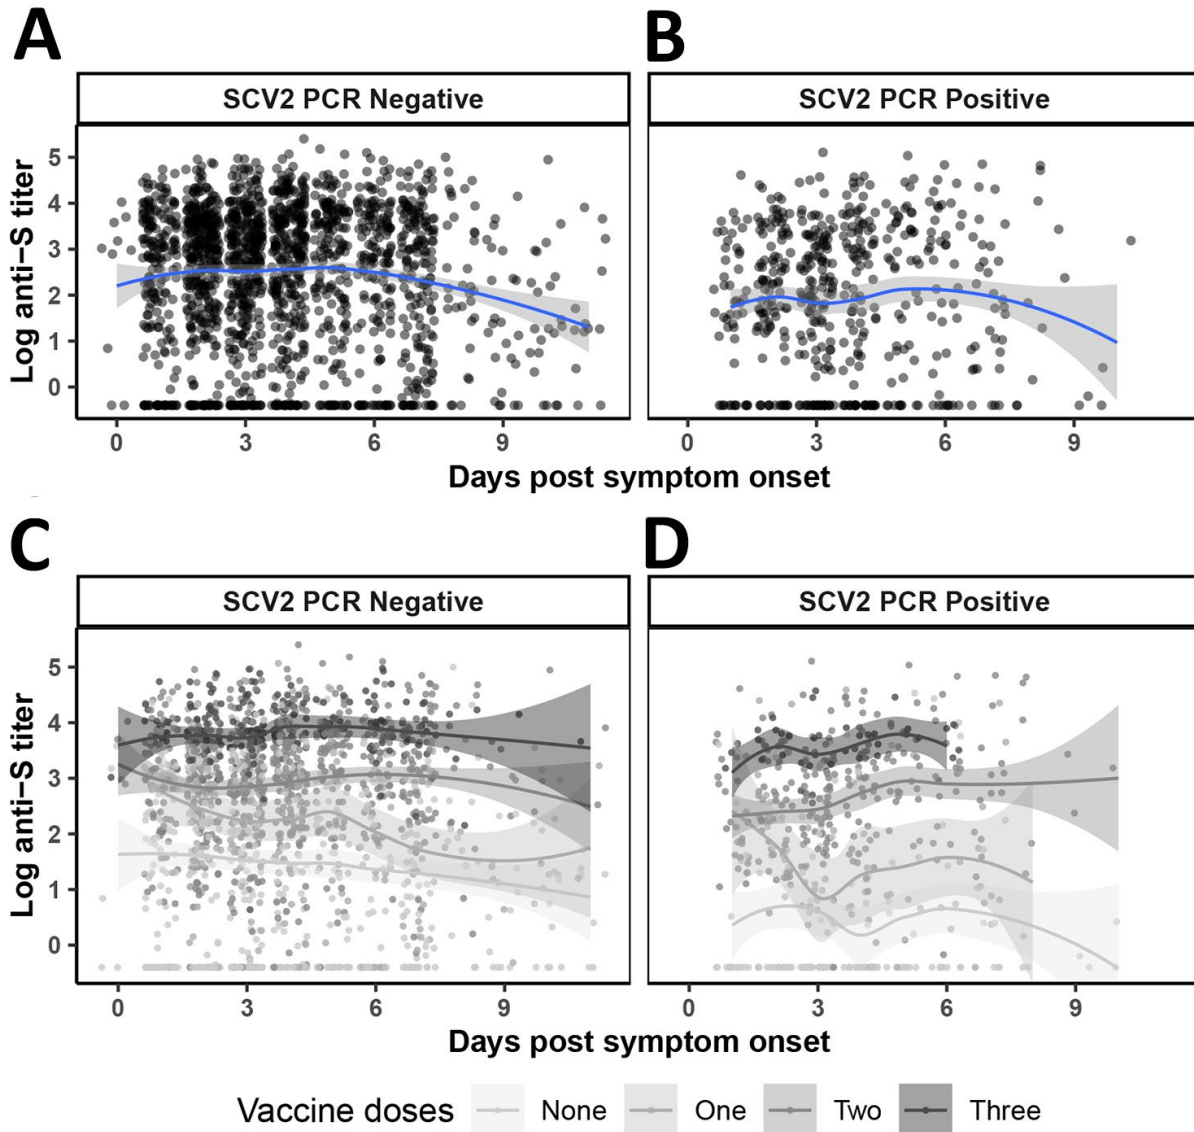 A B
SCV2 PCR Negative SCV2 PCR Positive
Log anti−S titer
5
4
3
2
1
0
0 3 6 9 0 3 6 9
Days post symptom onset
C D
SCV2 PCR Negative SCV2 PCR Positive
Log anti−S titer
5
4
3
2
1
0
0 3 6 9 0 3 6 9
Days post symptom onset
Vaccine doses None One Two Three